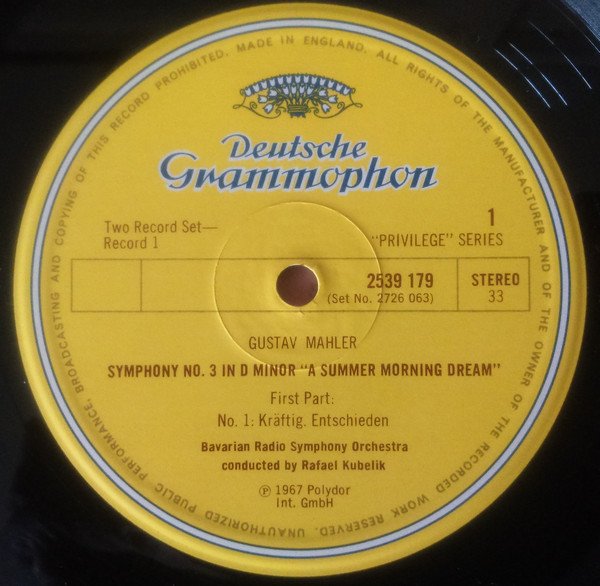 MADE IN ENGLAND. ALL RIGHTS OF THE MANUFACTURER AND OF THE OWNER OF THE RECORDED WORK RESERVED. UNAUTHORIZED PUBLIC PERFORMANCE, BROADCASTING AND COPYING OF THIS RECORD PROHIBITED.
Deutsche
Grammophon
Two Record Set—
Record 1
1
"PRIVILEGE" SERIES
2539 179
(Set No. 2726 063)
STEREO
33
GUSTAV MAHLER
SYMPHONY NO. 3 IN D MINOR "A SUMMER MORNING DREAM"
First Part:
No. 1: Kräftig. Entschieden
Bavarian Radio Symphony Orchestra
conducted by Rafael Kubelik
℗ 1967 Polydor
Int. GmbH